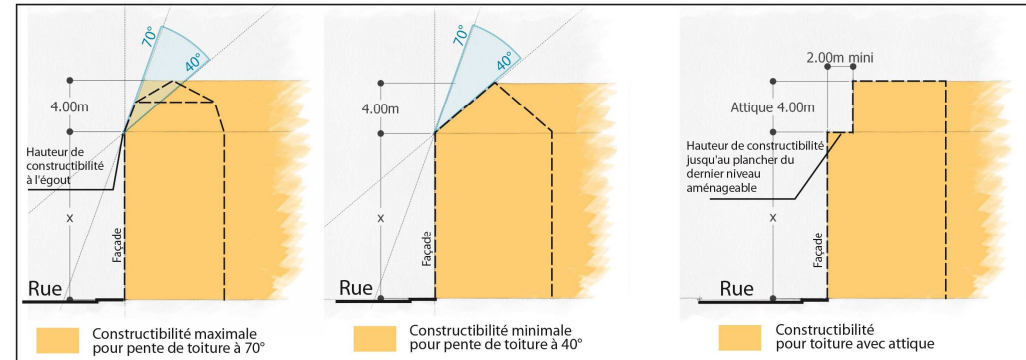 70°
40°
4.00m
Hauteur de
constructibilité
à l'égout
x
Façade
Rue
Constructibilité maximale
pour pente de toiture à 70°
70°
40°
4.00m
x
Façade
Rue
Constructibilité minimale
pour pente de toiture à 40°
2.00m mini
Attique 4.00m
Hauteur de constructibilité
jusqu'au plancher du
dernier niveau
aménageable
x
Façade
Rue
Constructibilité
pour toiture avec attique